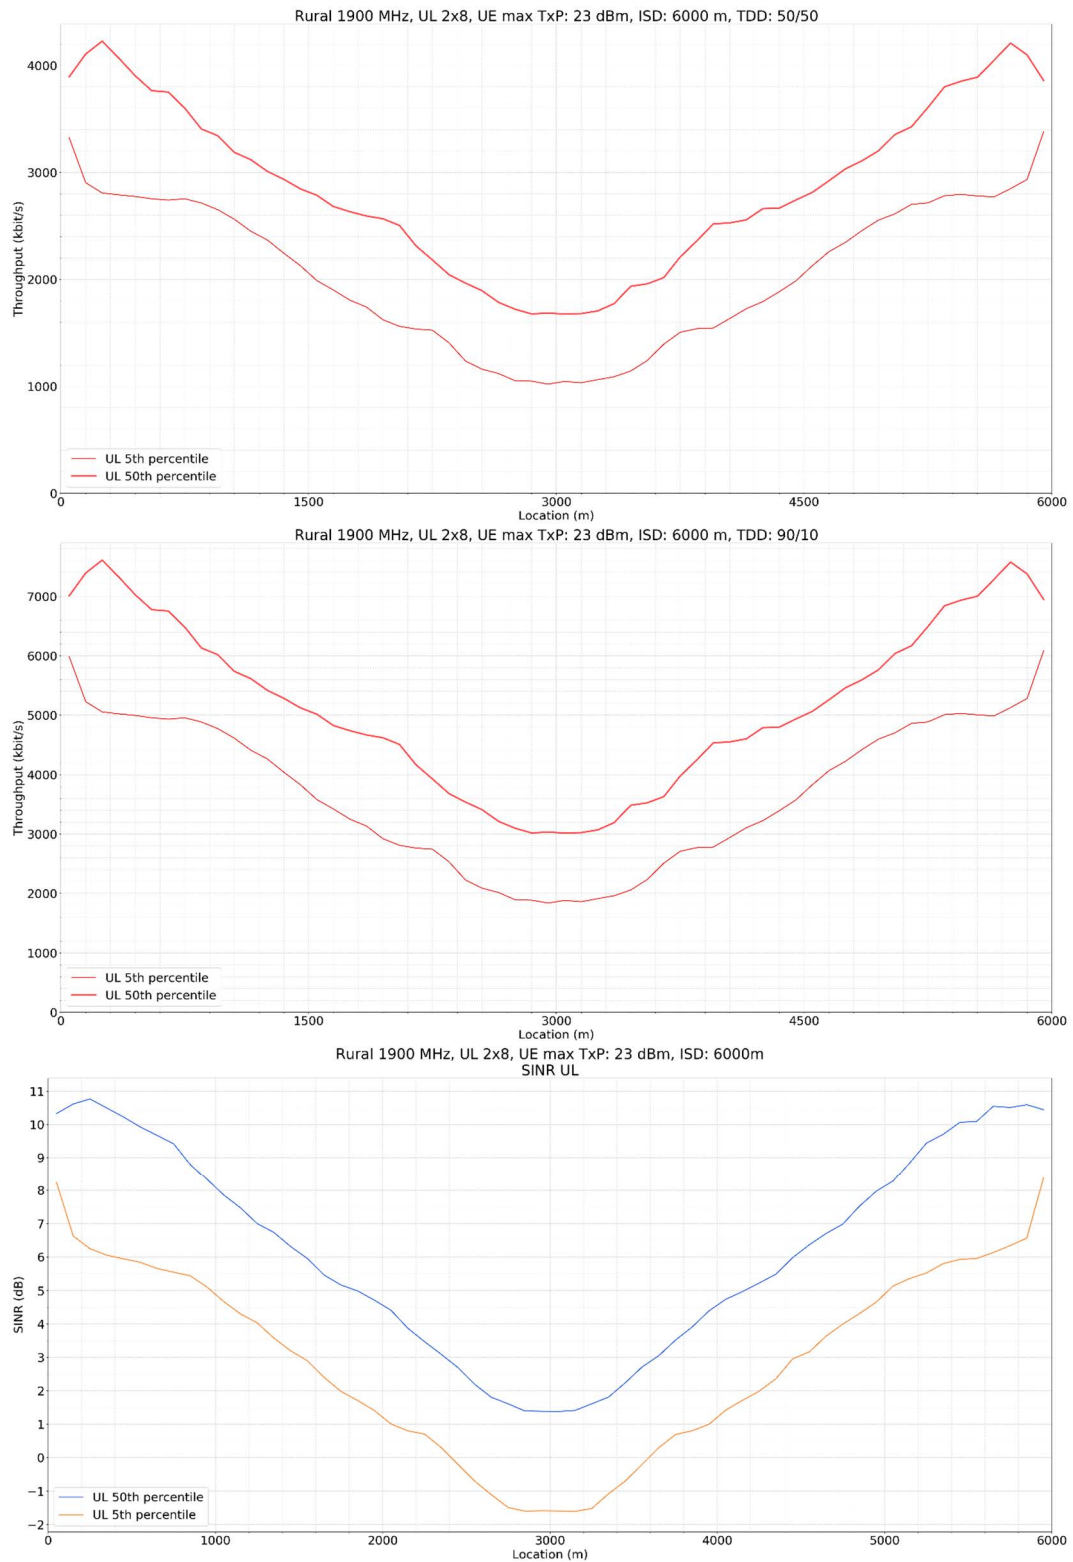 Rural 1900 MHz, UL 2x8, UE max TxP: 23 dBm, ISD: 6000 m, TDD: 50/50
4000
3000
2000
1000
0
Throughput (kbit/s)
UL 5th percentile
UL 50th percentile
0 1500 3000 4500 6000
Location (m)
Rural 1900 MHz, UL 2x8, UE max TxP: 23 dBm, ISD: 6000 m, TDD: 90/10
7000
6000
5000
4000
3000
2000
1000
0
Throughput (kbit/s)
UL 5th percentile
UL 50th percentile
0 1500 3000 4500 6000
Location (m)
Rural 1900 MHz, UL 2x8, UE max TxP: 23 dBm, ISD: 6000m
SINR UL
11
10
9
8
7
6
5
4
3
2
1
0
−1
−2
SINR (dB)
UL 50th percentile
UL 5th percentile
0 1000 2000 3000 4000 5000 6000
Location (m)